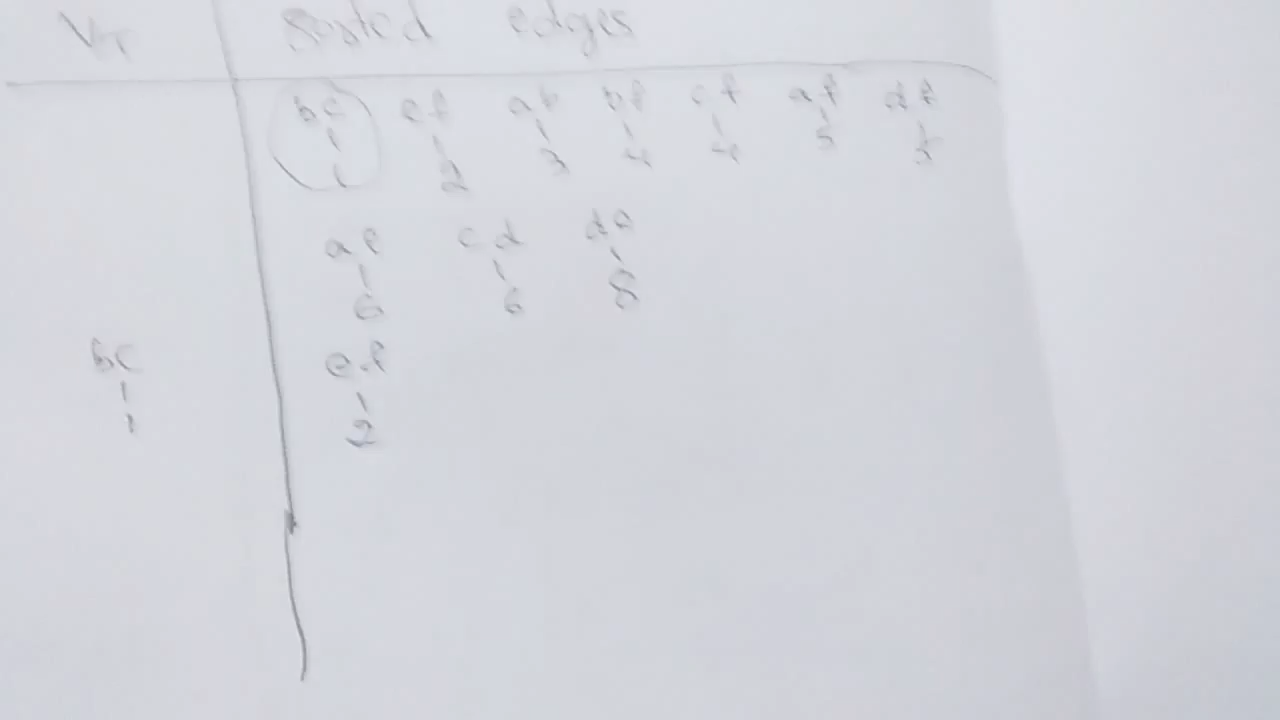 VT Sorted edges
bc ef ab bf cf af df
1 2 3 4 4 5 5
ae cd de
6 6 8
bc ef
1 2